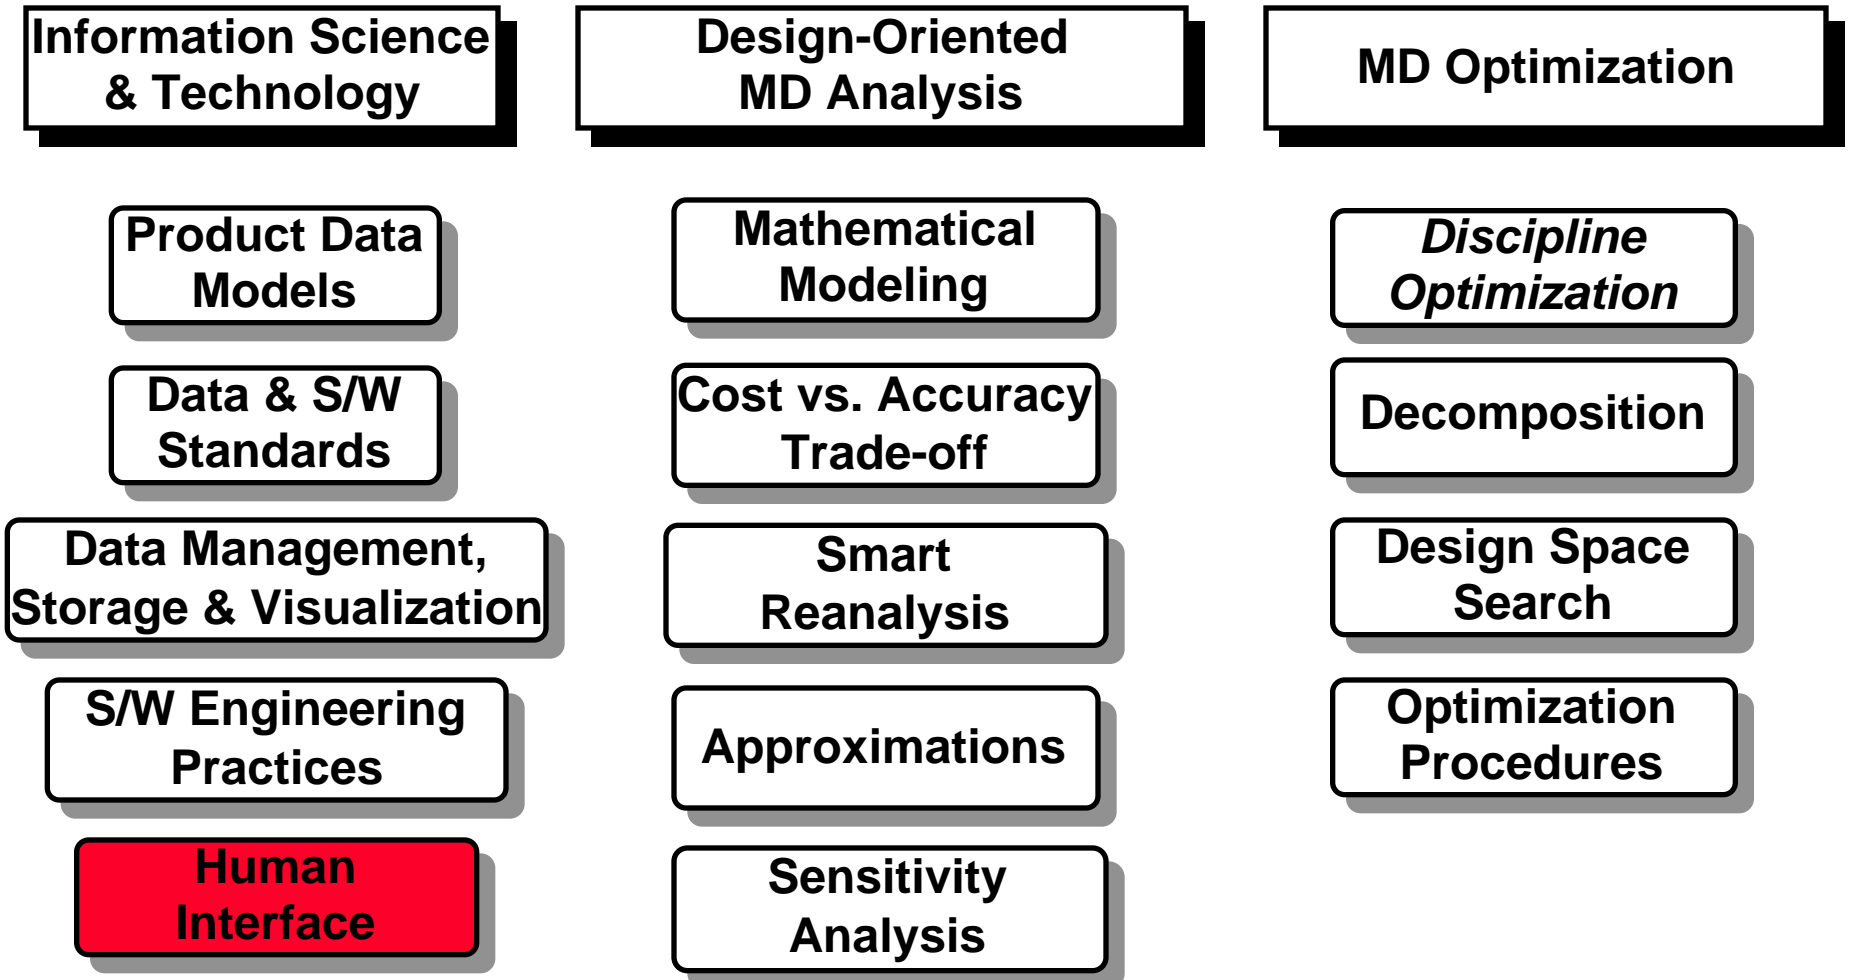 Information Science
& Technology
Product Data
Models
Data & S/W
Standards
Data Management,
Storage & Visualization
S/W Engineering
Practices
Human
Interface
Design-Oriented
MD Analysis
Mathematical
Modeling
Cost vs. Accuracy
Trade-off
Smart
Reanalysis
Approximations
Sensitivity
Analysis
MD Optimization
Discipline
Optimization
Decomposition
Design Space
Search
Optimization
Procedures